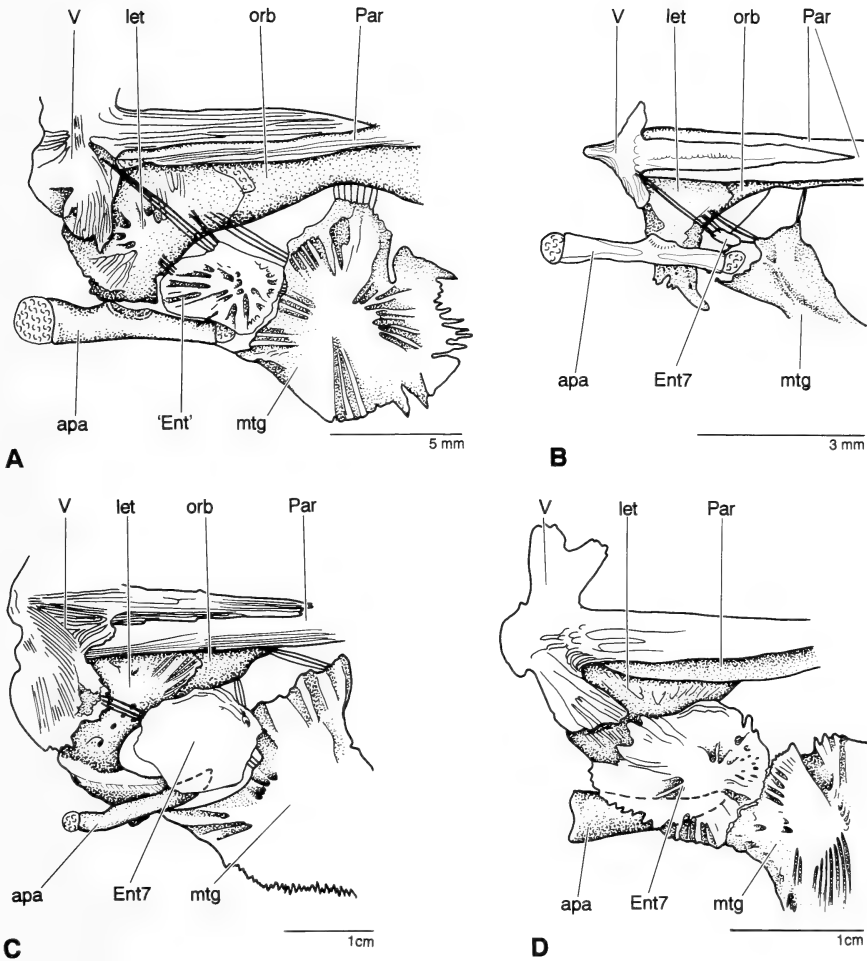 V let orb Par
apa 'Ent' mtg
5 mm
A
V let orb Par
apa Ent7 mtg
3 mm
B
V let orb Par
apa Ent7 mtg
1cm
C
V let Par
apa Ent7 mtg
1cm
D